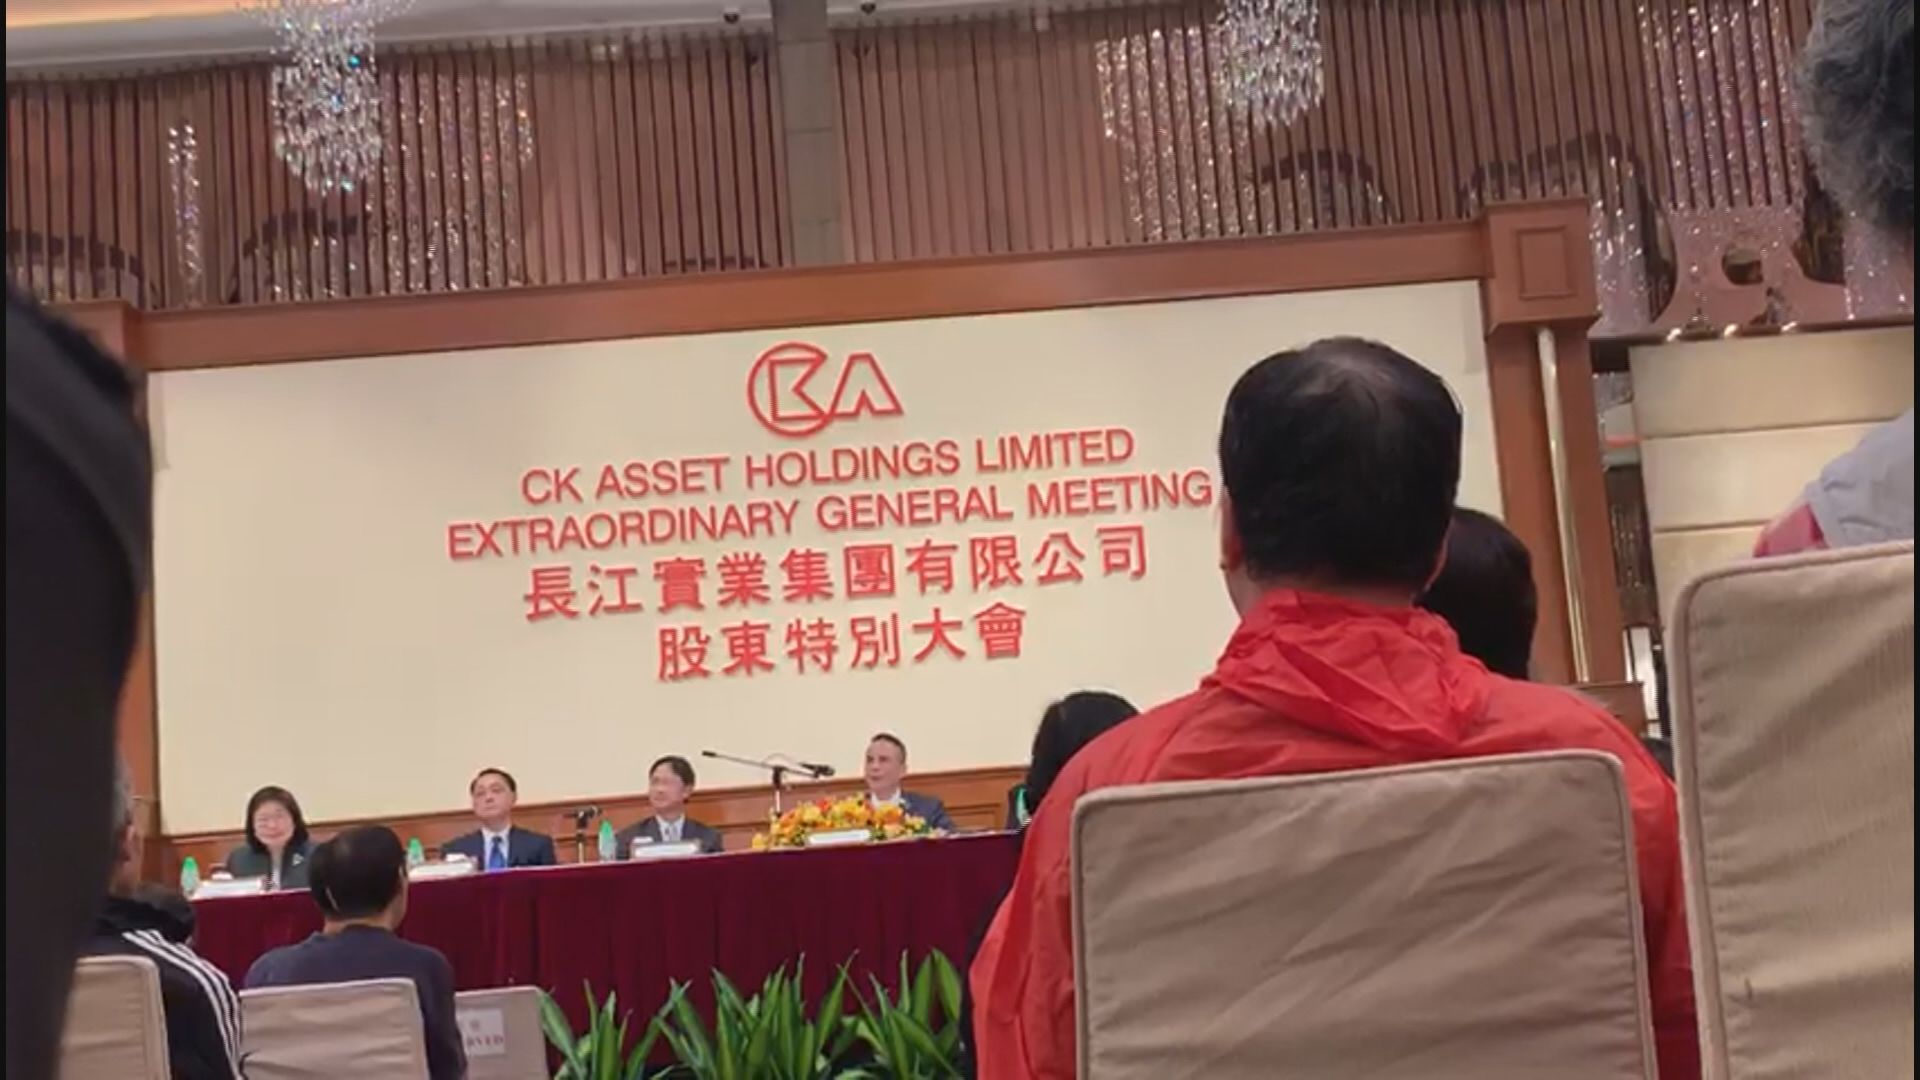 CKA
CK ASSET HOLDINGS LIMITED
EXTRAORDINARY GENERAL MEETING
長江實業集團有限公司
股東特別大會